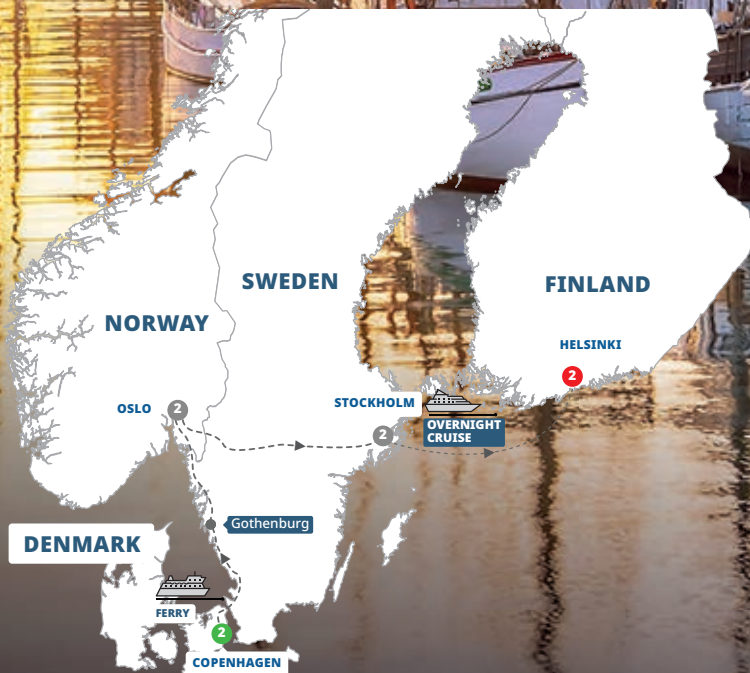 SWEDEN
FINLAND
NORWAY
HELSINKI
OSLO
2
2
STOCKHOLM
2
OVERNIGHT
CRUISE
Gothenburg
DENMARK
FERRY
2
COPENHAGEN